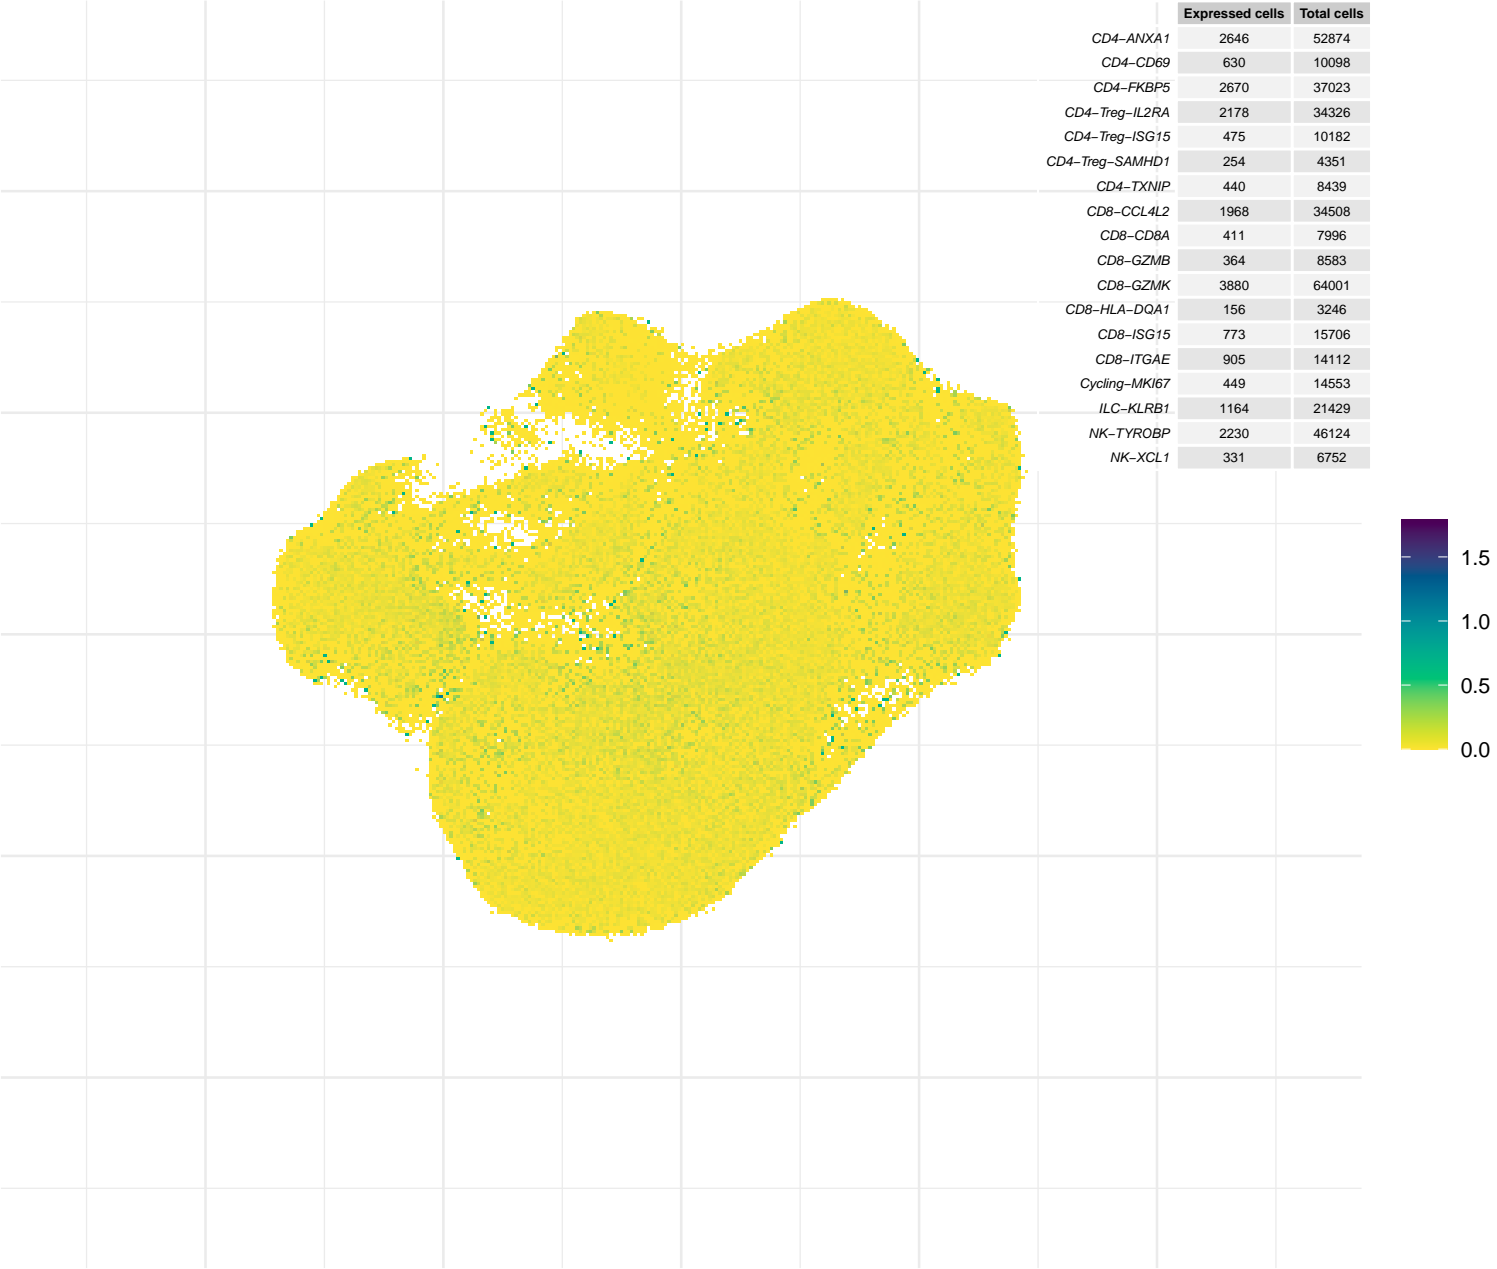 Expressed cells Total cells
CD4−ANXA1 2646 52874
CD4−CD69 630 10098
CD4−FKBP5 2670 37023
CD4−Treg−IL2RA 2178 34326
CD4−Treg−ISG15 475 10182
CD4−Treg−SAMHD1 254 4351
CD4−TXNIP 440 8439
CD8−CCL4L2 1968 34508
CD8−CD8A 411 7996
CD8−GZMB 364 8583
CD8−GZMK 3880 64001
CD8−HLA−DQA1 156 3246
CD8−ISG15 773 15706
CD8−ITGAE 905 14112
Cycling−MKI67 449 14553
ILC−KLRB1 1164 21429
NK−TYROBP 2230 46124
NK−XCL1 331 6752
1.5
1.0
0.5
0.0